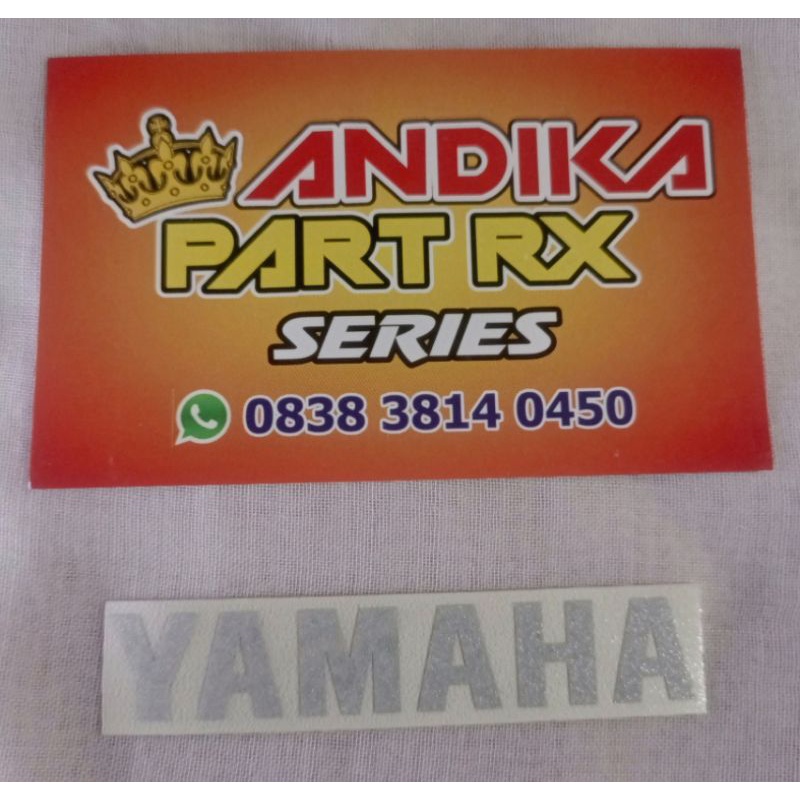 ANDIKA
PART RX
SERIES
0838 3814 0450
YAMAHA